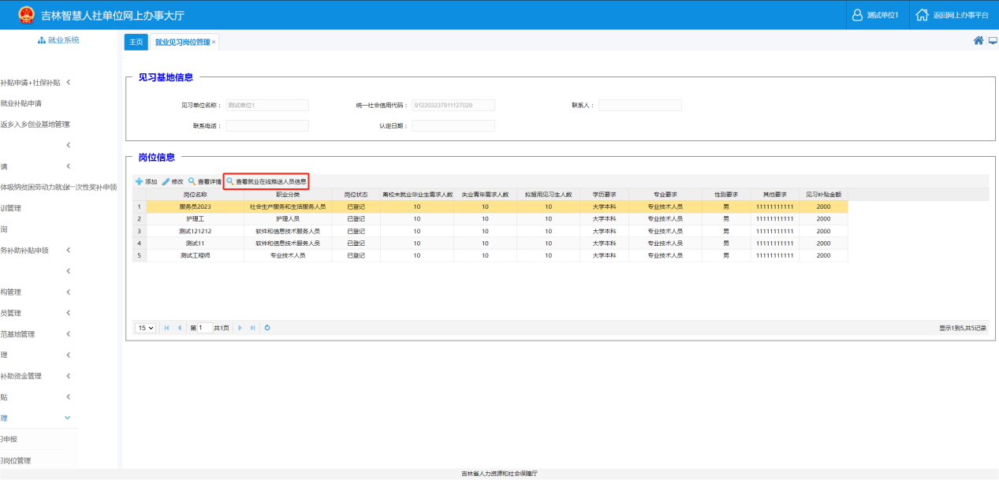 吉林智慧人社单位网上办事大厅
测试单位1
返回网上办事平台
就业系统
主页 就业见习岗位管理 ×
补贴申请+社保补贴
就业补贴申请
返乡入乡创业基地管理
请
体吸纳贫困劳动力就业一次性奖补申领
训管理
询
务补助补贴申领
构管理
员管理
范基地管理
理
补助资金管理
贴
理
习申报
习岗位管理
见习基地信息
见习单位名称： 测试单位1 统一社会信用代码： 912203237911127029 联系人：
联系电话： 认定日期：
岗位信息
添加 修改 查看详情 查看就业在线推送人员信息
岗位名称 职业分类 岗位状态 离校未就业毕业生需求人数 失业青年需求人数 拟留用见习生人数 学历要求 专业要求 性别要求 其他要求 见习补贴金额
1 服务员2023 社会生产服务和生活服务人员 已登记 10 10 10 大学本科 专业技术人员 男 11111111111 2000
2 护理工 护理人员 已登记 10 10 10 大学本科 专业技术人员 男 11111111111 2000
3 测试121212 软件和信息技术服务人员 已登记 10 10 10 大学本科 专业技术人员 男 11111111111 2000
4 测试11 软件和信息技术服务人员 已登记 10 10 10 大学本科 专业技术人员 男 11111111111 2000
5 测试工程师 专业技术人员 已登记 10 10 10 大学本科 专业技术人员 男 11111111111 2000
15 第 1 共1页
显示1到5,共5记录
吉林省人力资源和社会保障厅